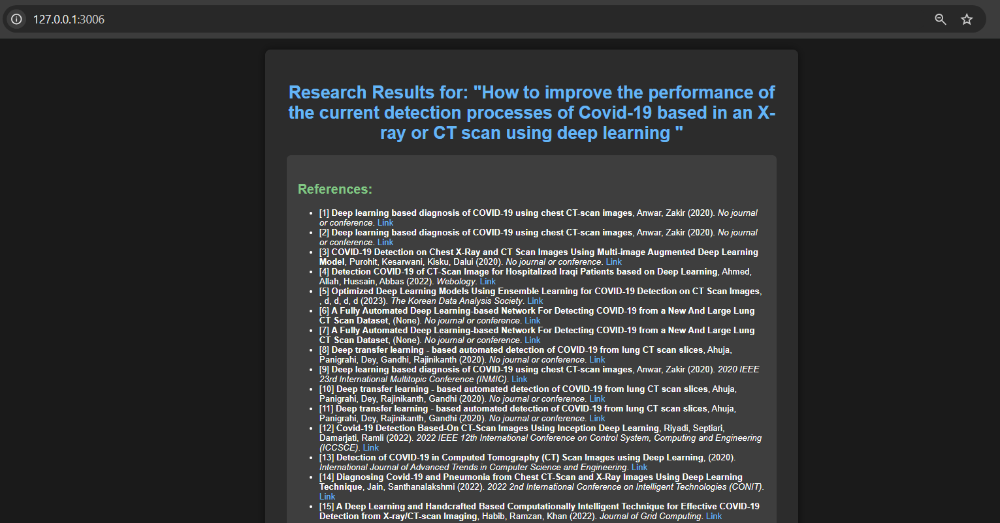 127.0.0.1:3006
Research Results for: "How to improve the performance of
the current detection processes of Covid-19 based in an X-
ray or CT scan using deep learning "
References:
• [1] Deep learning based diagnosis of COVID-19 using chest CT-scan images, Anwar, Zakir (2020). No journal
or conference. Link
• [2] Deep learning based diagnosis of COVID-19 using chest CT-scan images, Anwar, Zakir (2020). No journal
or conference. Link
• [3] COVID-19 Detection on Chest X-Ray and CT Scan Images Using Multi-image Augmented Deep Learning
Model, Purohit, Kesarwani, Kisku, Dalui (2020). No journal or conference. Link
• [4] Detection COVID-19 of CT-Scan Image for Hospitalized Iraqi Patients based on Deep Learning, Ahmed,
Allah, Hussain, Abbas (2022). Webology. Link
• [5] Optimized Deep Learning Models Using Ensemble Learning for COVID-19 Detection on CT Scan Images,
, d, d, d, d (2023). The Korean Data Analysis Society. Link
• [6] A Fully Automated Deep Learning-based Network For Detecting COVID-19 from a New And Large Lung
CT Scan Dataset, (None). No journal or conference. Link
• [7] A Fully Automated Deep Learning-based Network For Detecting COVID-19 from a New And Large Lung
CT Scan Dataset, (None). No journal or conference. Link
• [8] Deep transfer learning - based automated detection of COVID-19 from lung CT scan slices, Ahuja,
Panigrahi, Dey, Gandhi, Rajinikanth (2020). No journal or conference. Link
• [9] Deep learning based diagnosis of COVID-19 using chest CT-scan images, Anwar, Zakir (2020). 2020 IEEE
23rd International Multitopic Conference (INMIC). Link
• [10] Deep transfer learning - based automated detection of COVID-19 from lung CT scan slices, Ahuja,
Panigrahi, Dey, Rajinikanth, Gandhi (2020). No journal or conference. Link
• [11] Deep transfer learning - based automated detection of COVID-19 from lung CT scan slices, Ahuja,
Panigrahi, Dey, Rajinikanth, Gandhi (2020). No journal or conference. Link
• [12] Covid-19 Detection Based-On CT-Scan Images Using Inception Deep Learning, Riyadi, Septiari,
Damarjati, Ramli (2022). 2022 IEEE 12th International Conference on Control System, Computing and Engineering
(ICCSCE). Link
• [13] Detection of COVID-19 in Computed Tomography (CT) Scan Images using Deep Learning, (2020).
International Journal of Advanced Trends in Computer Science and Engineering. Link
• [14] Diagnosing Covid-19 and Pneumonia from Chest CT-Scan and X-Ray Images Using Deep Learning
Technique, Jain, Santhanalakshmi (2022). 2022 2nd International Conference on Intelligent Technologies (CONIT).
Link
• [15] A Deep Learning and Handcrafted Based Computationally Intelligent Technique for Effective COVID-19
Detection from X-ray/CT-scan Imaging, Habib, Ramzan, Khan (2022). Journal of Grid Computing. Link